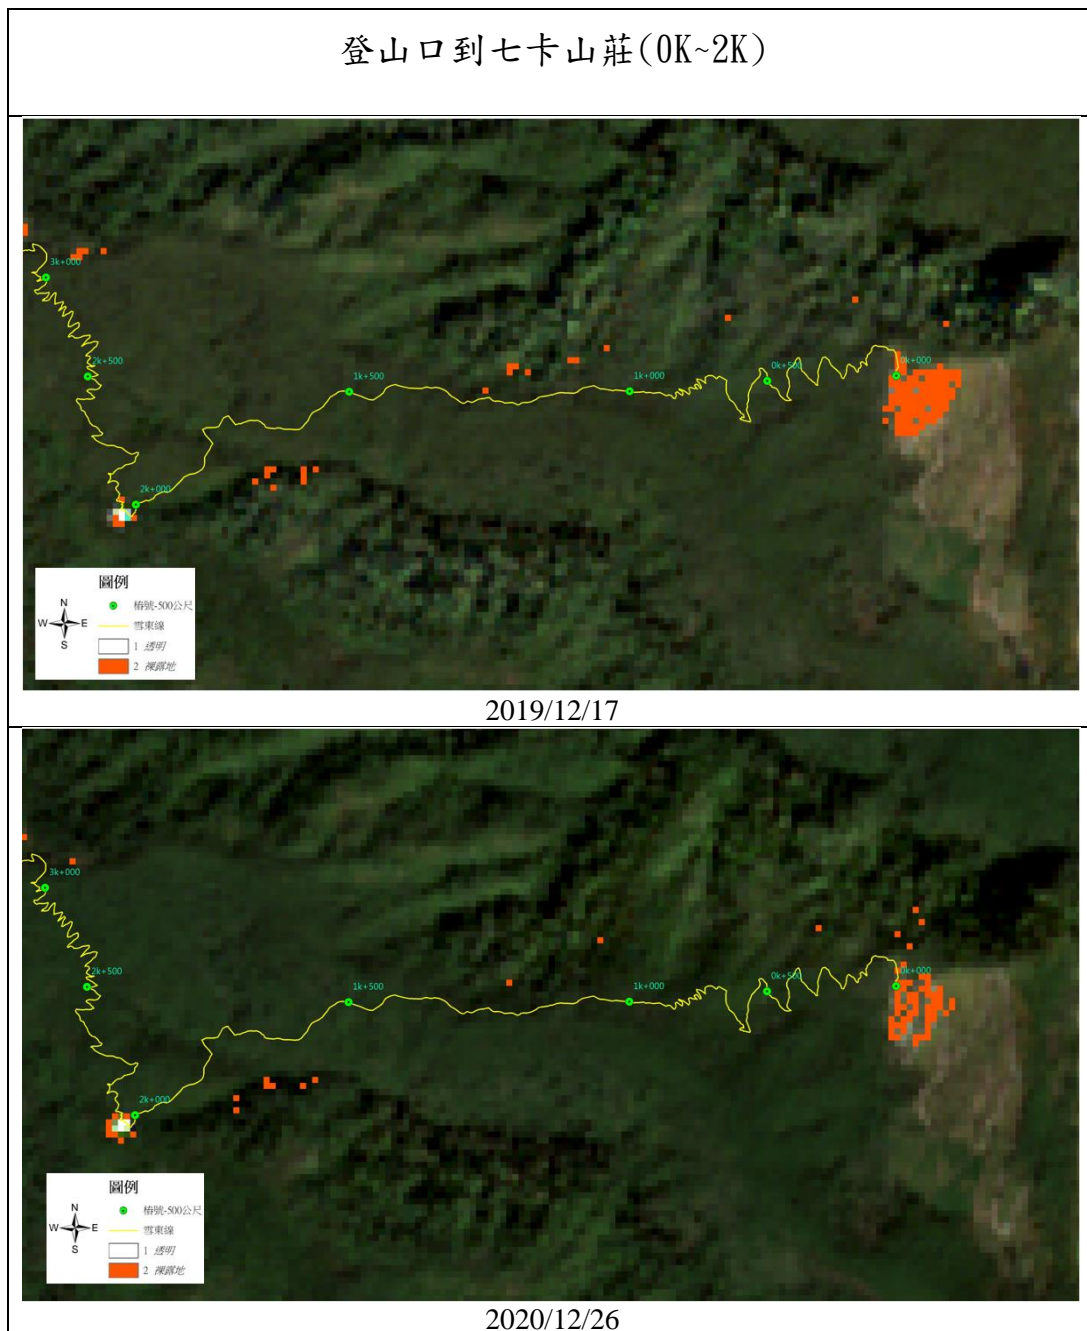 登山口到七卡山莊(0K~2K)
3k+000
2k+500
1k+500
1k+000
0k+500
0k+000
2k+000
圖例
N
W E
S
樁號-500公尺
雪東線
1 透明
2 裸露地
2019/12/17
3k+000
2k+500
1k+500
1k+000
0k+500
0k+000
2k+000
圖例
N
W E
S
樁號-500公尺
雪東線
1 透明
2 裸露地
2020/12/26